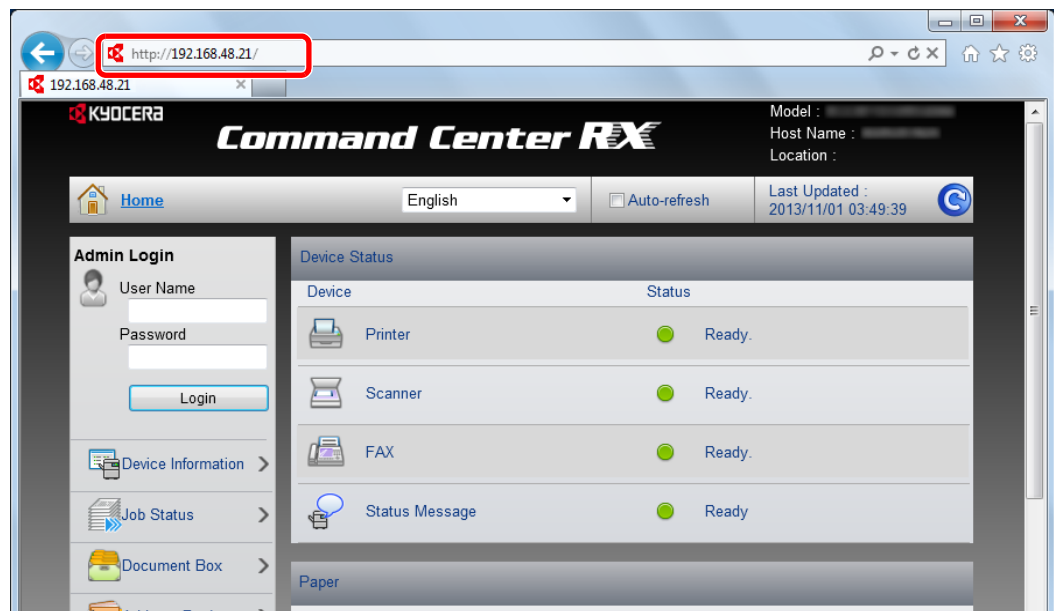 http://192.168.48.21/
192.168.48.21
KYOCERA
Command Center RX
Model :
Host Name :
Location :
Home
English
Auto-refresh
Last Updated :
2013/11/01 03:49:39
Admin Login
User Name
Password
Login
Device Information
Job Status
Document Box
Device Status
Device Status
Printer Ready.
Scanner Ready.
FAX Ready.
Status Message Ready
Paper